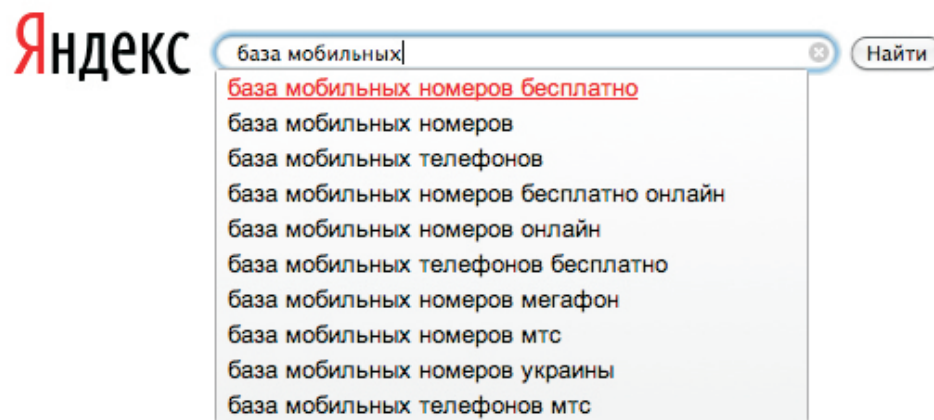 Яндекс база мобильных Найти
база мобильных номеров бесплатно
база мобильных номеров
база мобильных телефонов
база мобильных номеров бесплатно онлайн
база мобильных номеров онлайн
база мобильных телефонов бесплатно
база мобильных номеров мегафон
база мобильных номеров мтс
база мобильных номеров украины
база мобильных телефонов мтс